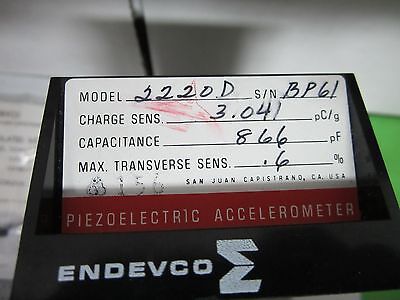 MODEL 2220D S/N BP61
CHARGE SENS. 3.041 pC/g
CAPACITANCE 866 pF
MAX. TRANSVERSE SENS. .6 %
A 156 SAN JUAN CAPISTRANO, CA. USA
PIEZOELECTRIC ACCELEROMETER
ENDEVCO